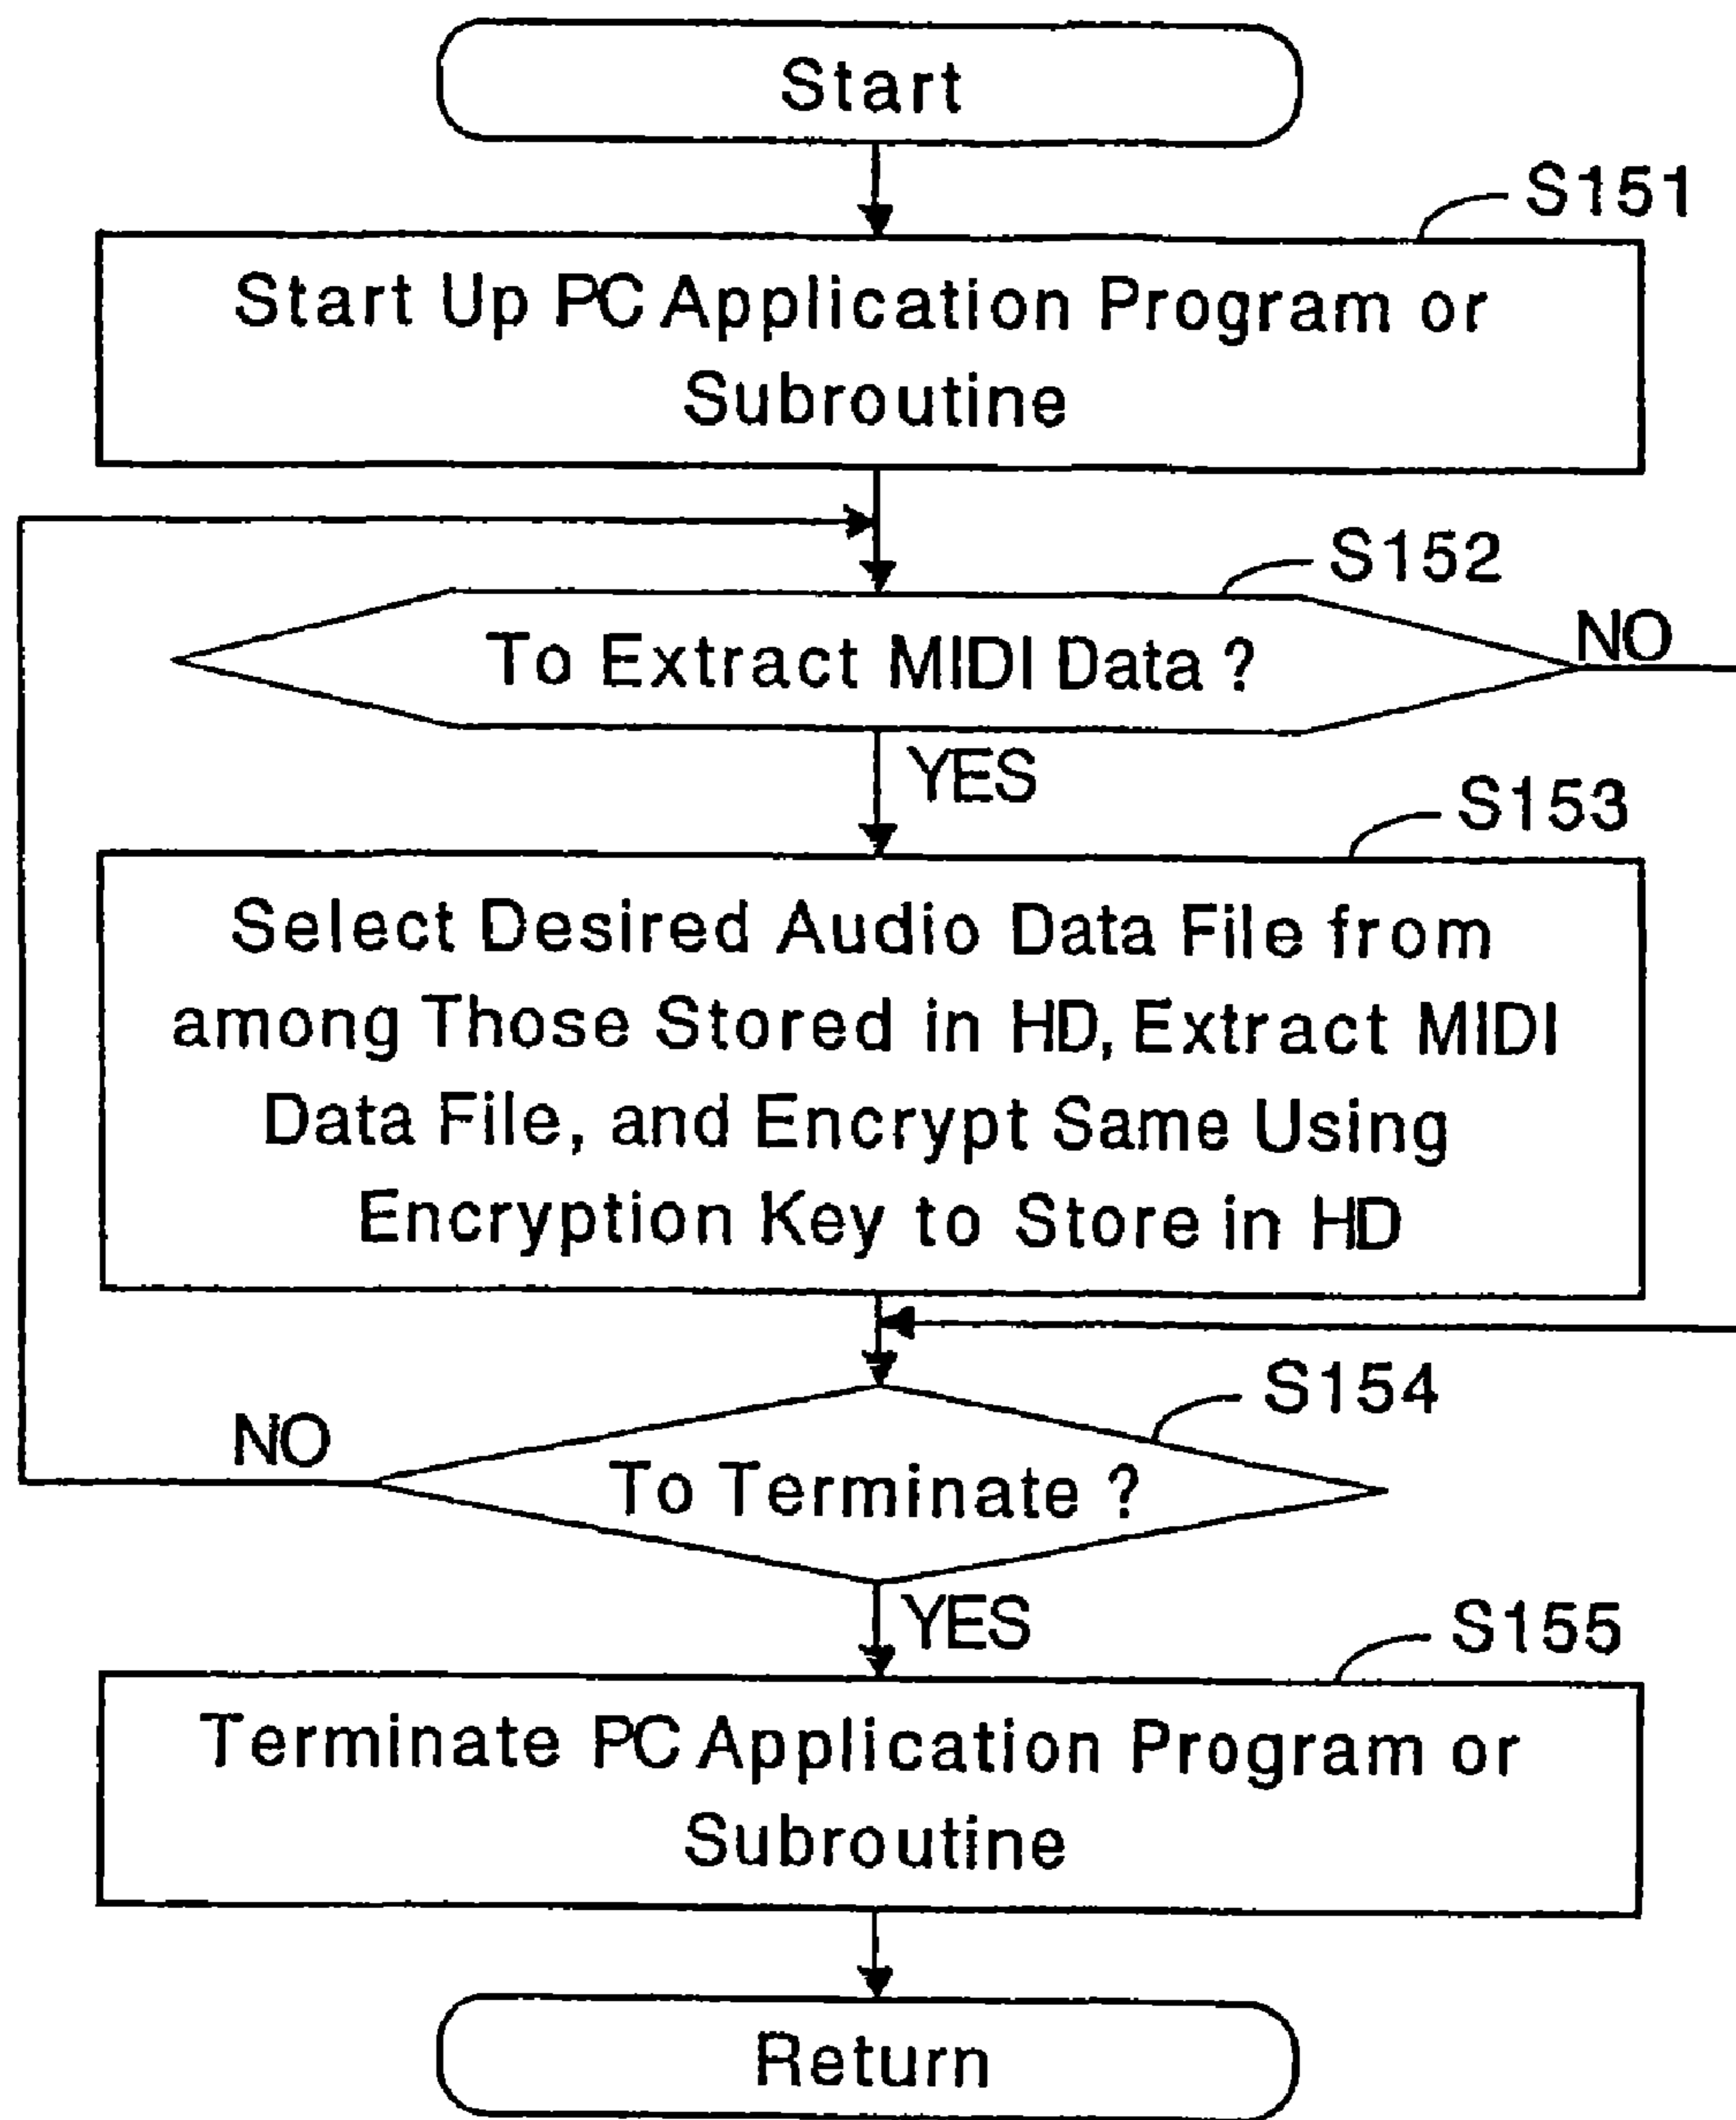 Start
S151
Start Up PC Application Program or
Subroutine
S152
To Extract MIDI Data ?
NO
YES
S153
Select Desired Audio Data File from
among Those Stored in HD, Extract MIDI
Data File, and Encrypt Same Using
Encryption Key to Store in HD
S154
NO
To Terminate ?
YES
S155
Terminate PC Application Program or
Subroutine
Return